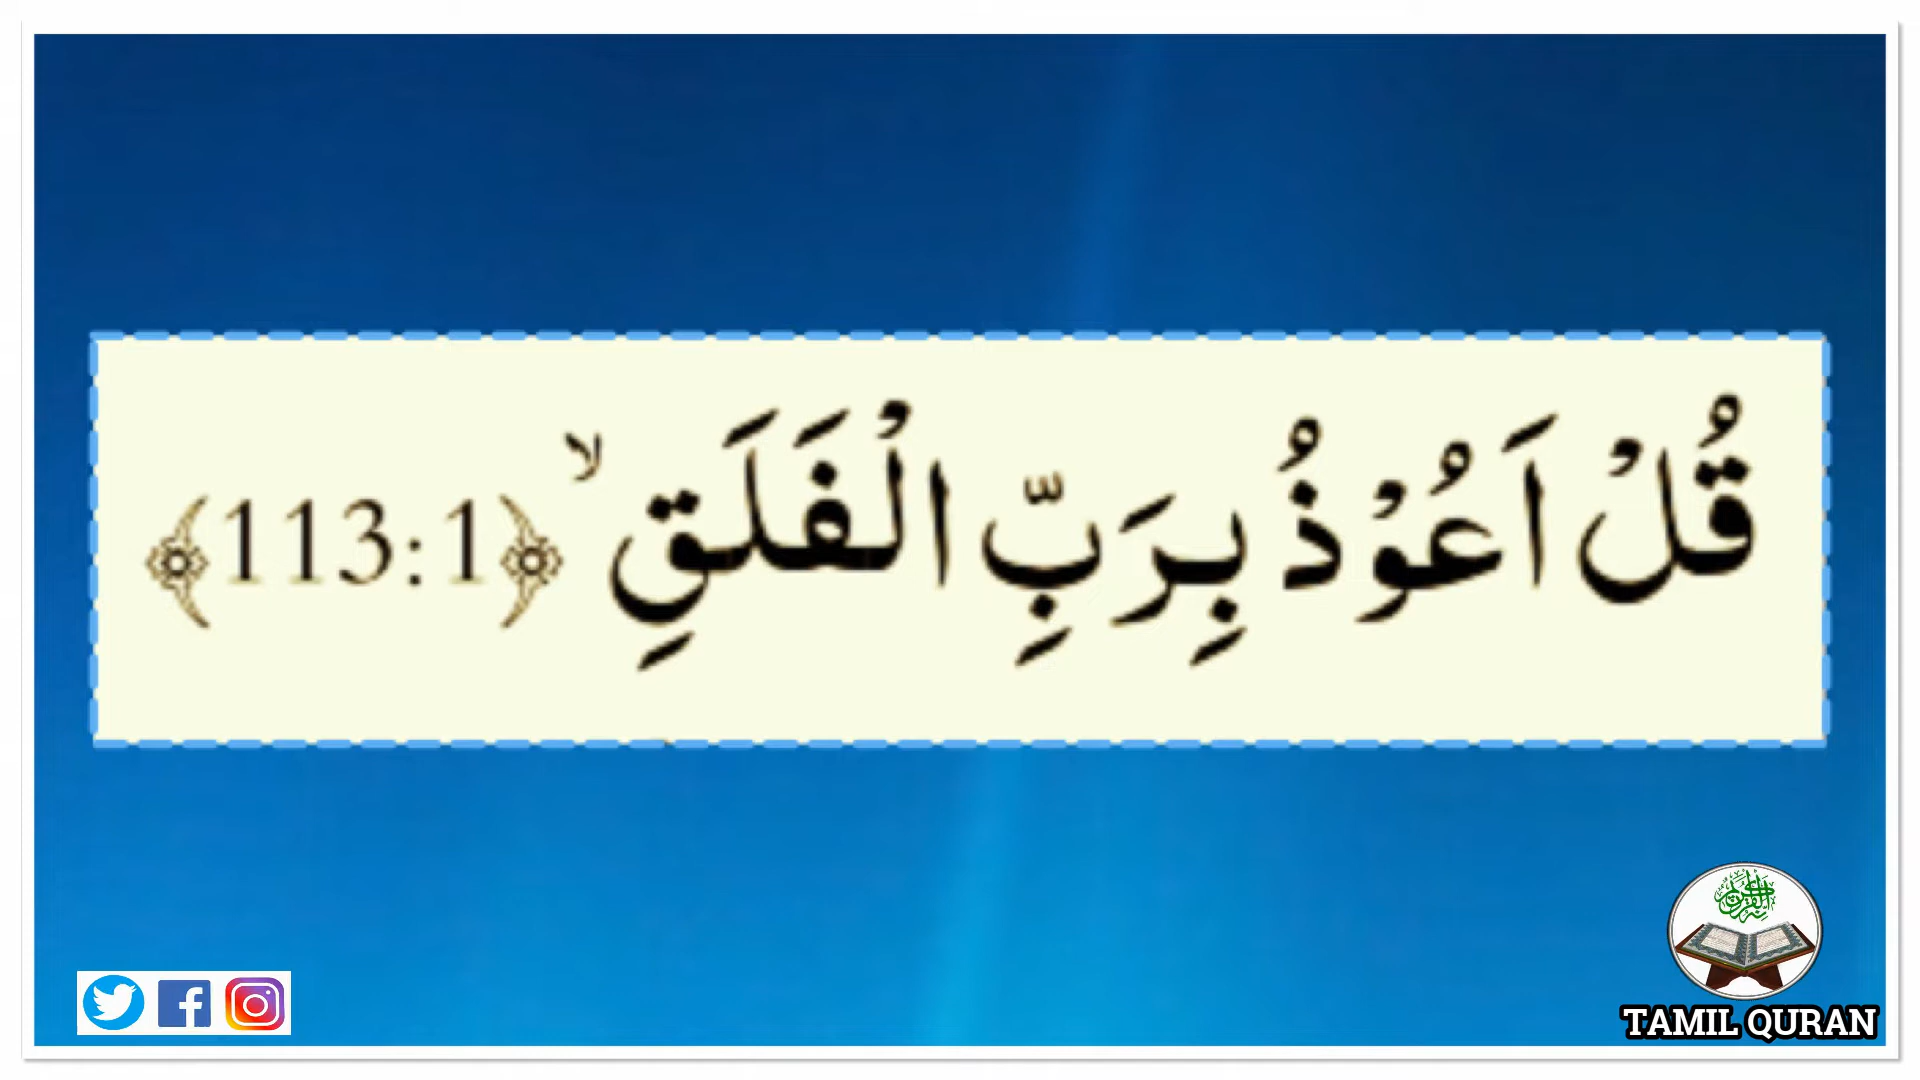 قُلْ اَعُوْذُ بِرَبِّ الْفَلَقِۙ ﴿113:1﴾
TAMIL QURAN